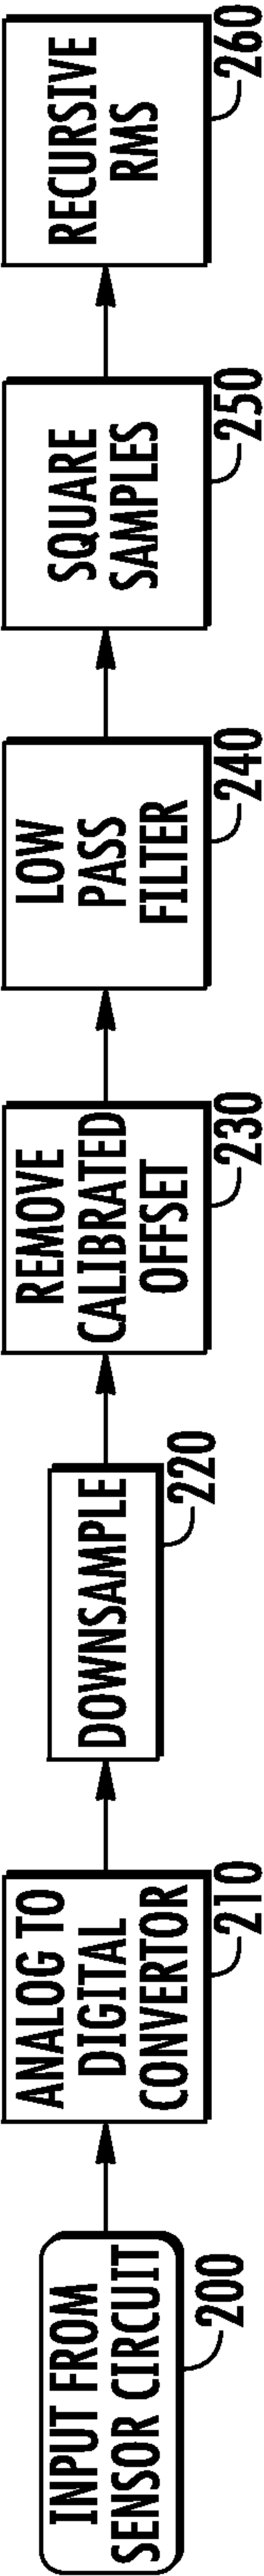 INPUT FROM
SENSOR CIRCUIT
200
ANALOG TO
DIGITAL
CONVERTOR
210
DOWNSAMPLE
220
REMOVE
CALIBRATED
OFFSET
230
LOW
PASS
FILTER
240
SQUARE
SAMPLES
250
RECURSIVE
RMS
260